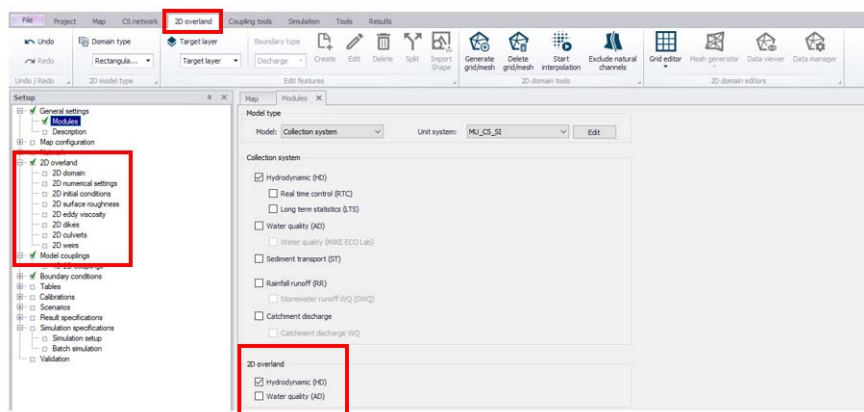 File Project Map CS network 2D overland Coupling tools Simulation Tools Results
Undo Domain type Target layer Boundary type
Redo Rectangula... Target layer Discharge Create Edit Delete Split Import Shape Generate grid/mesh Delete grid/mesh Start interpolation Exclude natural channels Grid editor Mesh generator Data viewer Data manager
Undo / Redo 2D model type Edit features 2D domain tools 2D domain editors
Setup
General settings
Modules
Description
Map configuration
2D overland
2D domain
2D numerical settings
2D initial conditions
2D surface roughness
2D eddy viscosity
2D dikes
2D culverts
2D weirs
Model couplings
Boundary conditions
Tables
Calibrations
Scenarios
Result specifications
Simulation specifications
Simulation setup
Batch simulation
Validation
Map Modules
Model type
Model: Collection system Unit system: MU_CS_SI Edit
Collection system
Hydrodynamic (HD)
Real time control (RTC)
Long term statistics (LTS)
Water quality (AD)
Water quality (MIKE ECO Lab)
Sediment transport (ST)
Rainfall runoff (RR)
Stormwater runoff WQ (SWQ)
Catchment discharge
Catchment discharge WQ
2D overland
Hydrodynamic (HD)
Water quality (AD)